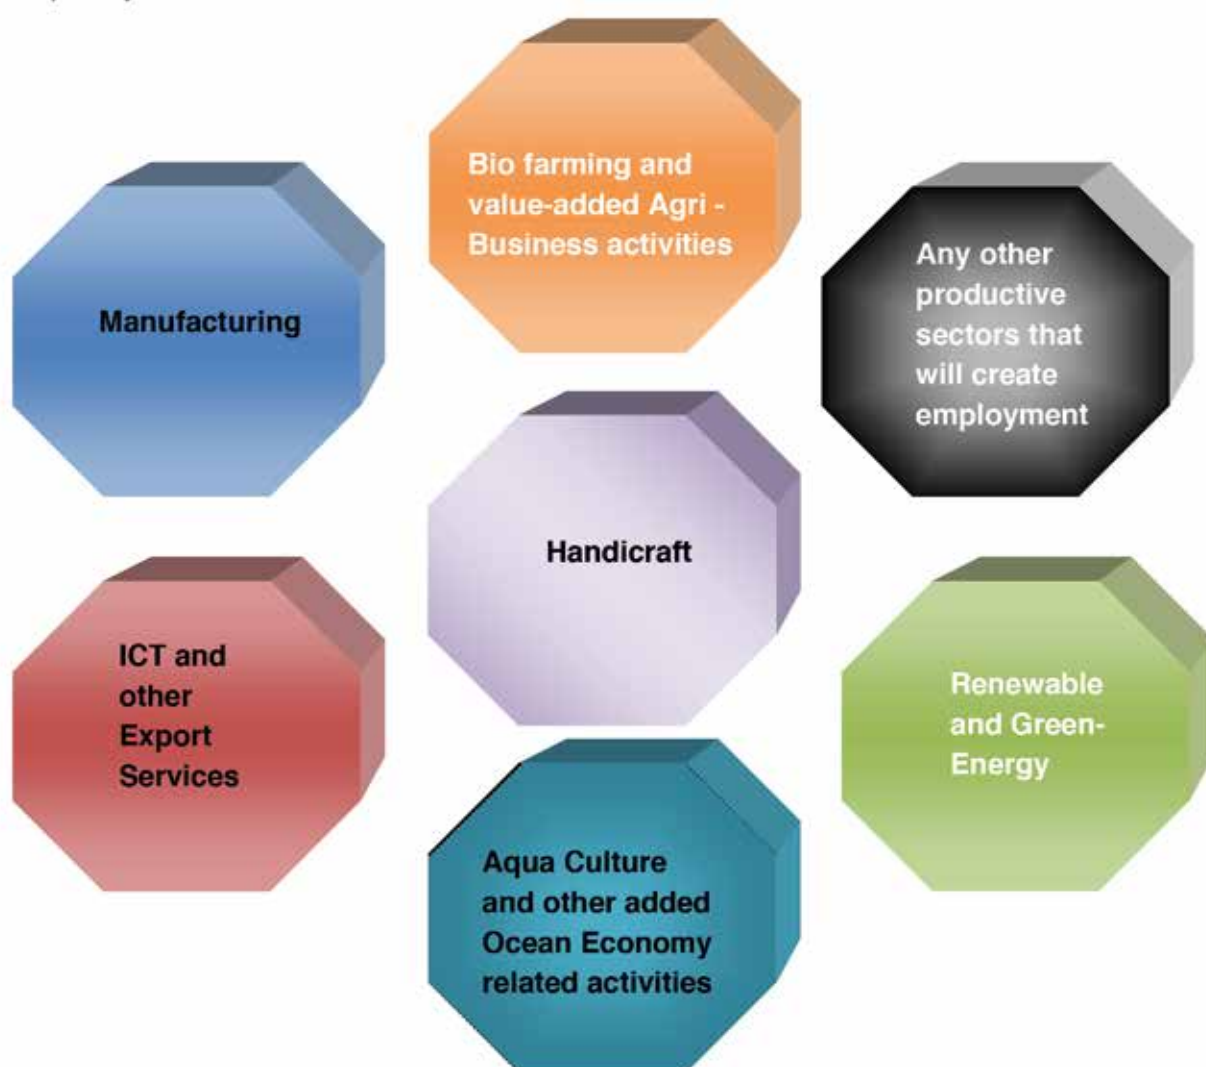 Bio farming and
value-added Agri -
Business activities
Manufacturing
Any other
productive
sectors that
will create
employment
Handicraft
ICT and
other
Export
Services
Renewable
and Green-
Energy
Aqua Culture
and other added
Ocean Economy
related activities